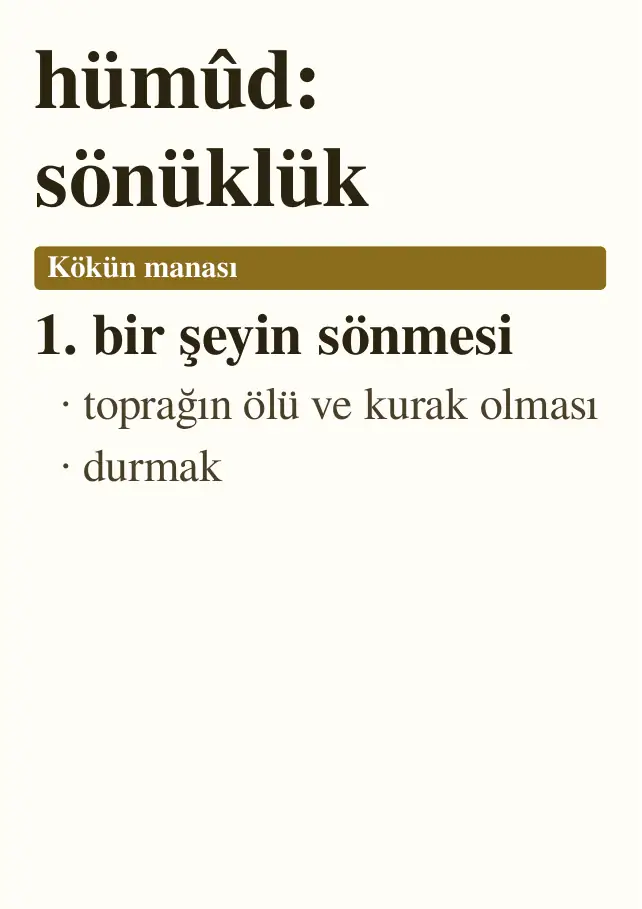 hümûd:
sönüklük
Kökün manası
1. bir şeyin sönmesi
· toprağın ölü ve kurak olması
· durmak